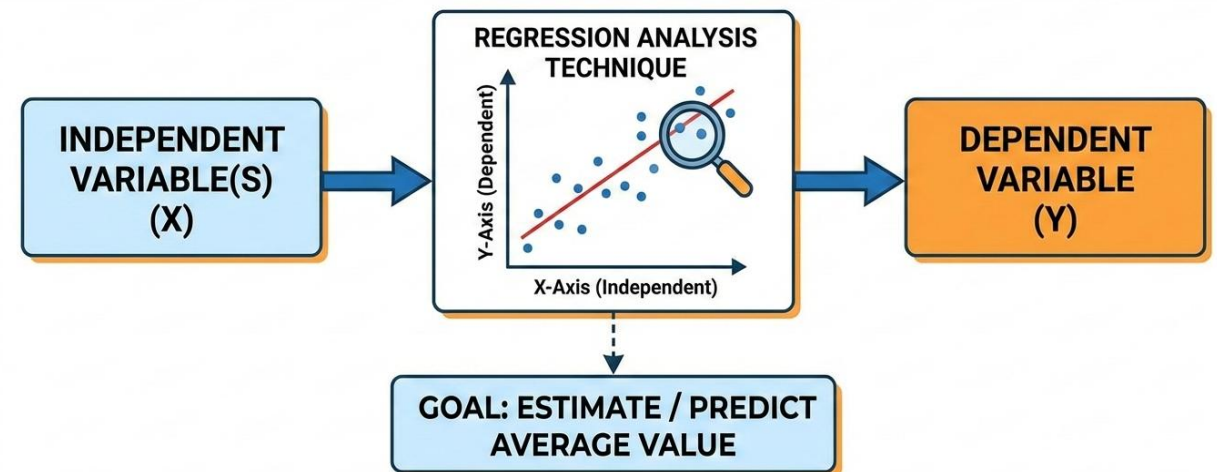 REGRESSION ANALYSIS
TECHNIQUE
INDEPENDENT
VARIABLE(S)
(X)
Y-Axis (Dependent)
X-Axis (Independent)
DEPENDENT
VARIABLE
(Y)
GOAL: ESTIMATE / PREDICT
AVERAGE VALUE